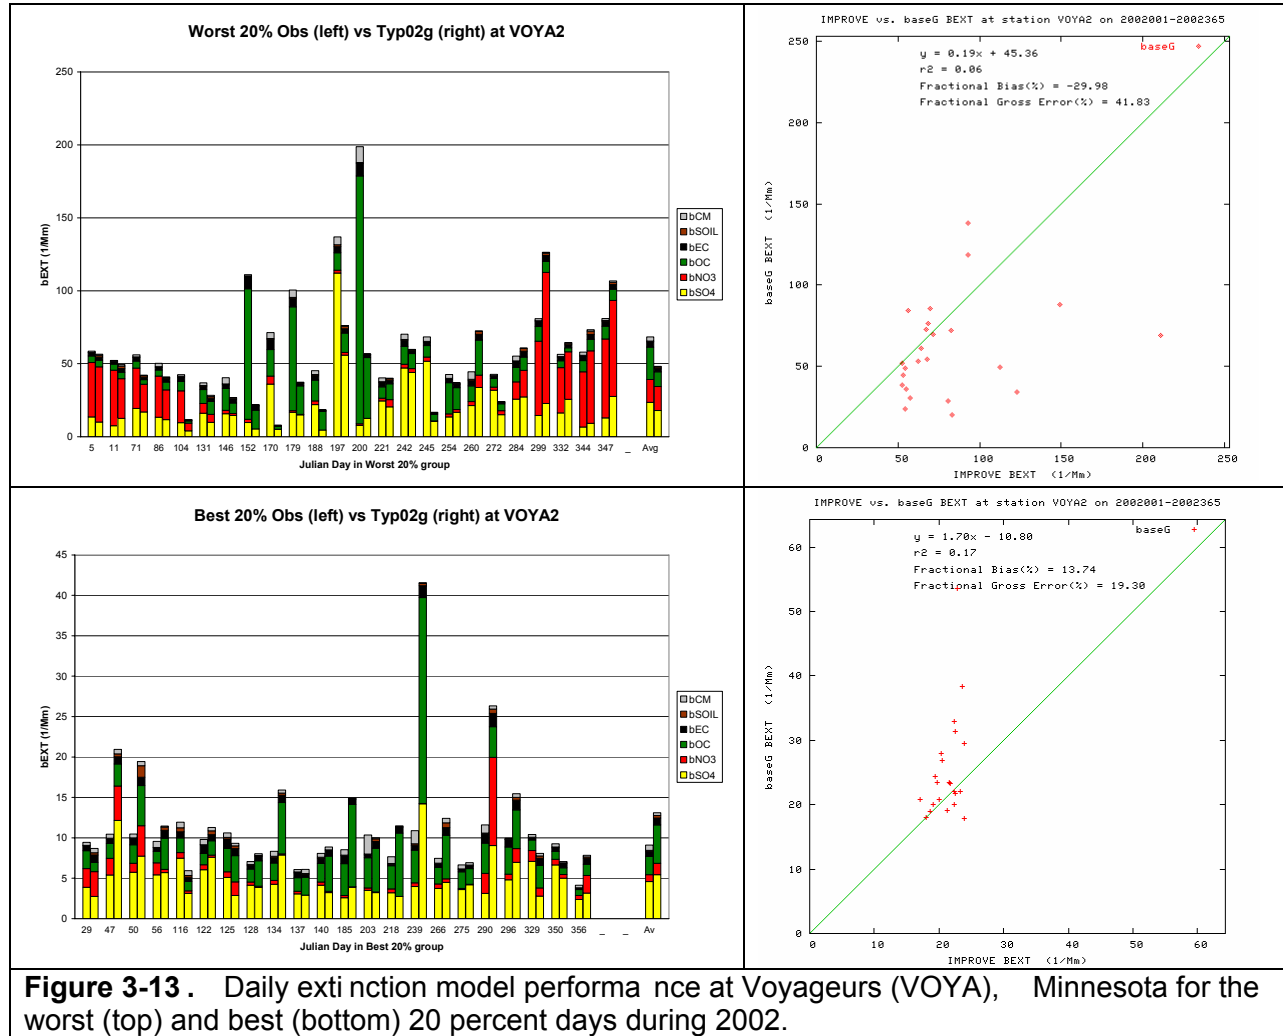 Worst 20% Obs (left) vs Typ02g (right) at VOYA2
250
200
150
100
50
0
bEXT (1/Mm)
bCM
bSOIL
bEC
bOC
bNO3
bSO4
5 11 71 86 104 131 146 152 170 179 188 197 200 221 242 245 254 260 272 284 299 332 344 347 _ Avg
Julian Day in Worst 20% group
IMPROVE vs. baseG BEXT at station VOYA2 on 2002001-2002365
baseG
y = 0.19x + 45.36
r2 = 0.06
Fractional Bias(%) = -29.98
Fractional Gross Error(%) = 41.83
250
200
150
100
50
0
baseG BEXT (1/Mm)
0 50 100 150 200 250
IMPROVE BEXT (1/Mm)
Best 20% Obs (left) vs Typ02g (right) at VOYA2
45
40
35
30
25
20
15
10
5
0
bEXT (1/Mm)
bCM
bSOIL
bEC
bOC
bNO3
bSO4
29 47 50 56 116 122 125 128 134 137 140 185 203 218 239 266 275 290 296 329 350 356 _ _ Av
Julian Day in Best 20% group
IMPROVE vs. baseG BEXT at station VOYA2 on 2002001-2002365
baseG
y = 1.70x - 10.80
r2 = 0.17
Fractional Bias(%) = 13.74
Fractional Gross Error(%) = 19.30
60
50
40
30
20
10
0
baseG BEXT (1/Mm)
0 10 20 30 40 50 60
IMPROVE BEXT (1/Mm)
Figure 3-13 . Daily exti nction model performa nce at Voyageurs (VOYA), Minnesota for the
worst (top) and best (bottom) 20 percent days during 2002.